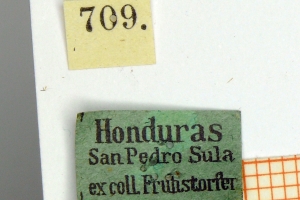 709.
Honduras
San Pedro Sula
ex coll. Fruhstorfer